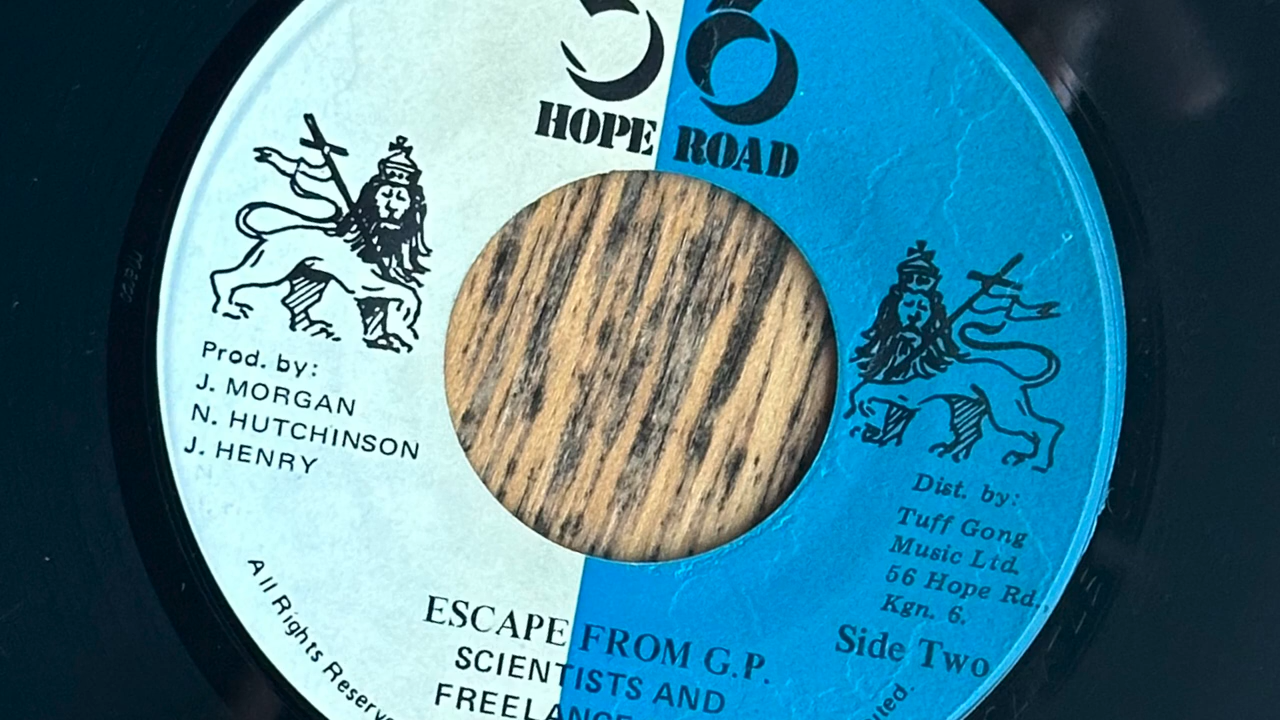 56
HOPE ROAD
Prod. by:
J. MORGAN
N. HUTCHINSON
J. HENRY
Dist. by:
Tuff Gong
Music Ltd.
56 Hope Rd.,
Kgn. 6.
Side Two
ESCAPE FROM G.P.
SCIENTISTS AND
All Rights